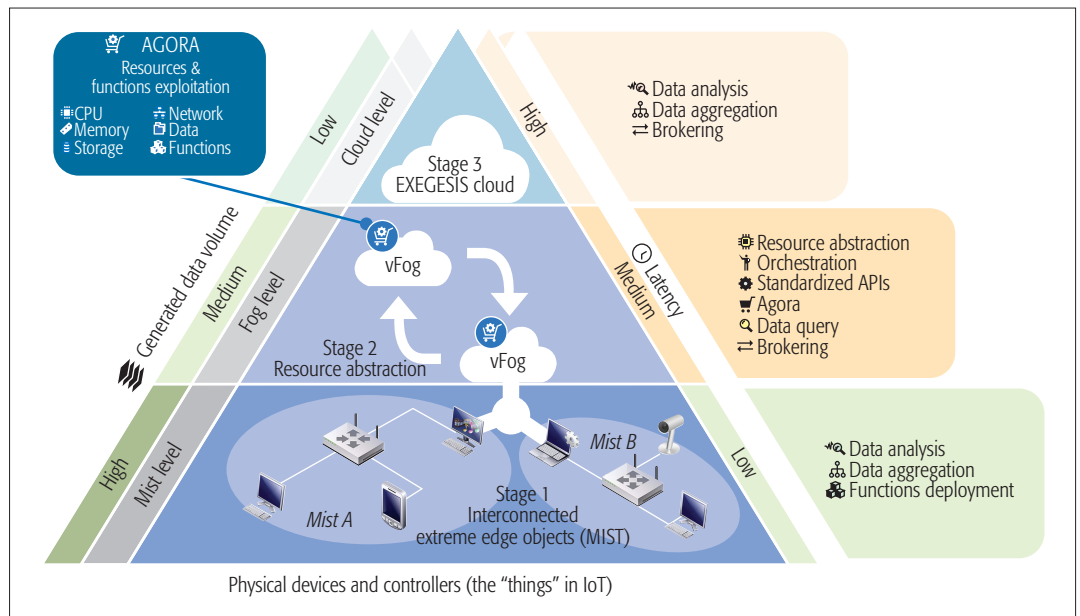 AGORA
Resources &
functions exploitation
CPU
Network
Memory
Data
Storage
Functions
Low
Cloud level
High
Stage 3
EXEGESIS cloud
Data analysis
Data aggregation
Brokering
Generated data volume
Medium
Fog level
vFog
Stage 2
Resource abstraction
vFog
Medium
Latency
Resource abstraction
Orchestration
Standardized APIs
Agora
Data query
Brokering
High
Mist level
Mist A
Mist B
Stage 1
Interconnected
extreme edge objects (MIST)
Low
Data analysis
Data aggregation
Functions deployment
Physical devices and controllers (the “things” in IoT)